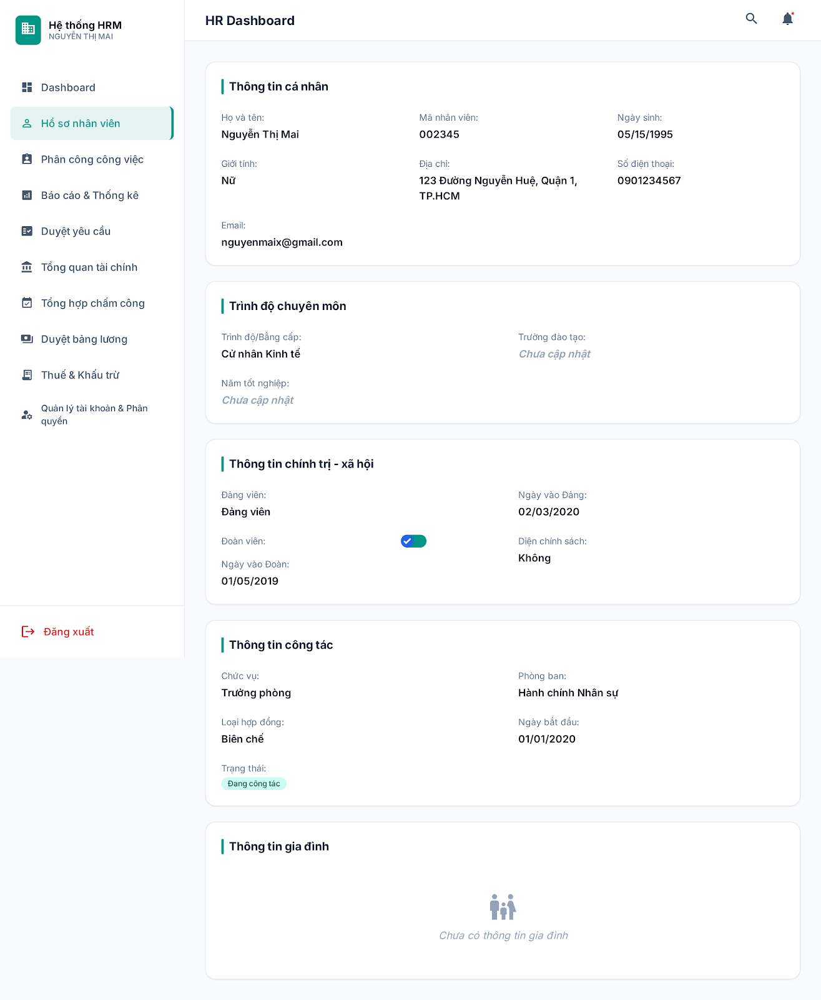 Hệ thống HRM
NGUYỄN THỊ MAI
Dashboard
Hồ sơ nhân viên
Phân công công việc
Báo cáo & Thống kê
Duyệt yêu cầu
Tổng quan tài chính
Tổng hợp chấm công
Duyệt bảng lương
Thuế & Khấu trừ
Quản lý tài khoản & Phân
quyền
Đăng xuất
HR Dashboard
Thông tin cá nhân
Họ và tên:
Nguyễn Thị Mai
Mã nhân viên:
002345
Ngày sinh:
05/15/1995
Giới tính:
Nữ
Địa chỉ:
123 Đường Nguyễn Huệ, Quận 1,
TP.HCM
Số điện thoại:
0901234567
Email:
nguyenmaix@gmail.com
Trình độ chuyên môn
Trình độ/Bằng cấp:
Cử nhân Kinh tế
Trường đào tạo:
Chưa cập nhật
Năm tốt nghiệp:
Chưa cập nhật
Thông tin chính trị - xã hội
Đảng viên:
Đảng viên
Ngày vào Đảng:
02/03/2020
Đoàn viên:
Ngày vào Đoàn:
01/05/2019
Diện chính sách:
Không
Thông tin công tác
Chức vụ:
Trưởng phòng
Phòng ban:
Hành chính Nhân sự
Loại hợp đồng:
Biên chế
Ngày bắt đầu:
01/01/2020
Trạng thái:
Đang công tác
Thông tin gia đình
Chưa có thông tin gia đình